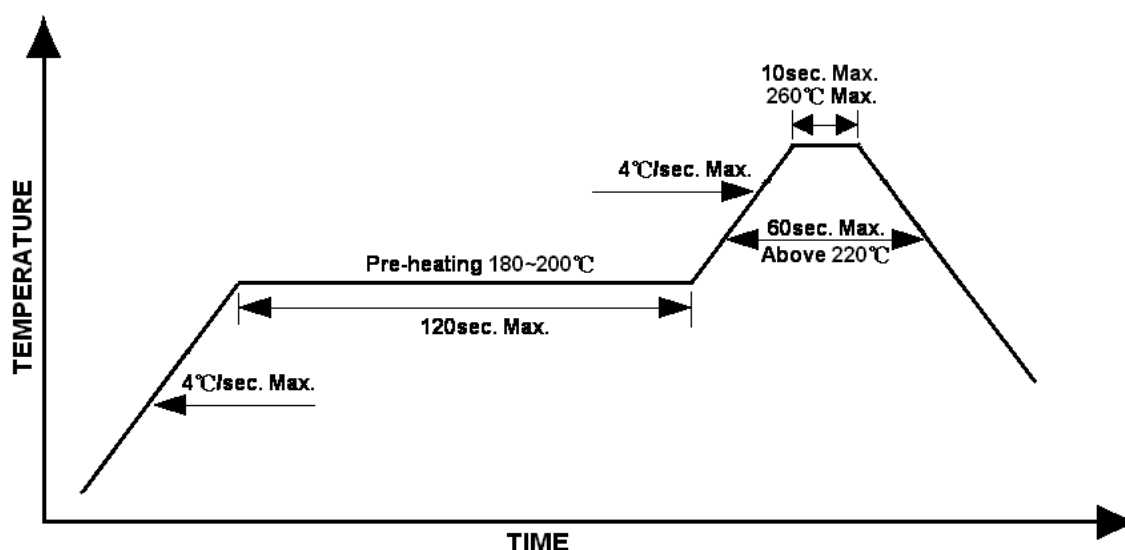 10sec. Max.
260℃ Max.
4℃/sec. Max.
60sec. Max.
Above 220℃
Pre-heating 180~200℃
120sec. Max.
4℃/sec. Max.
TEMPERATURE
TIME